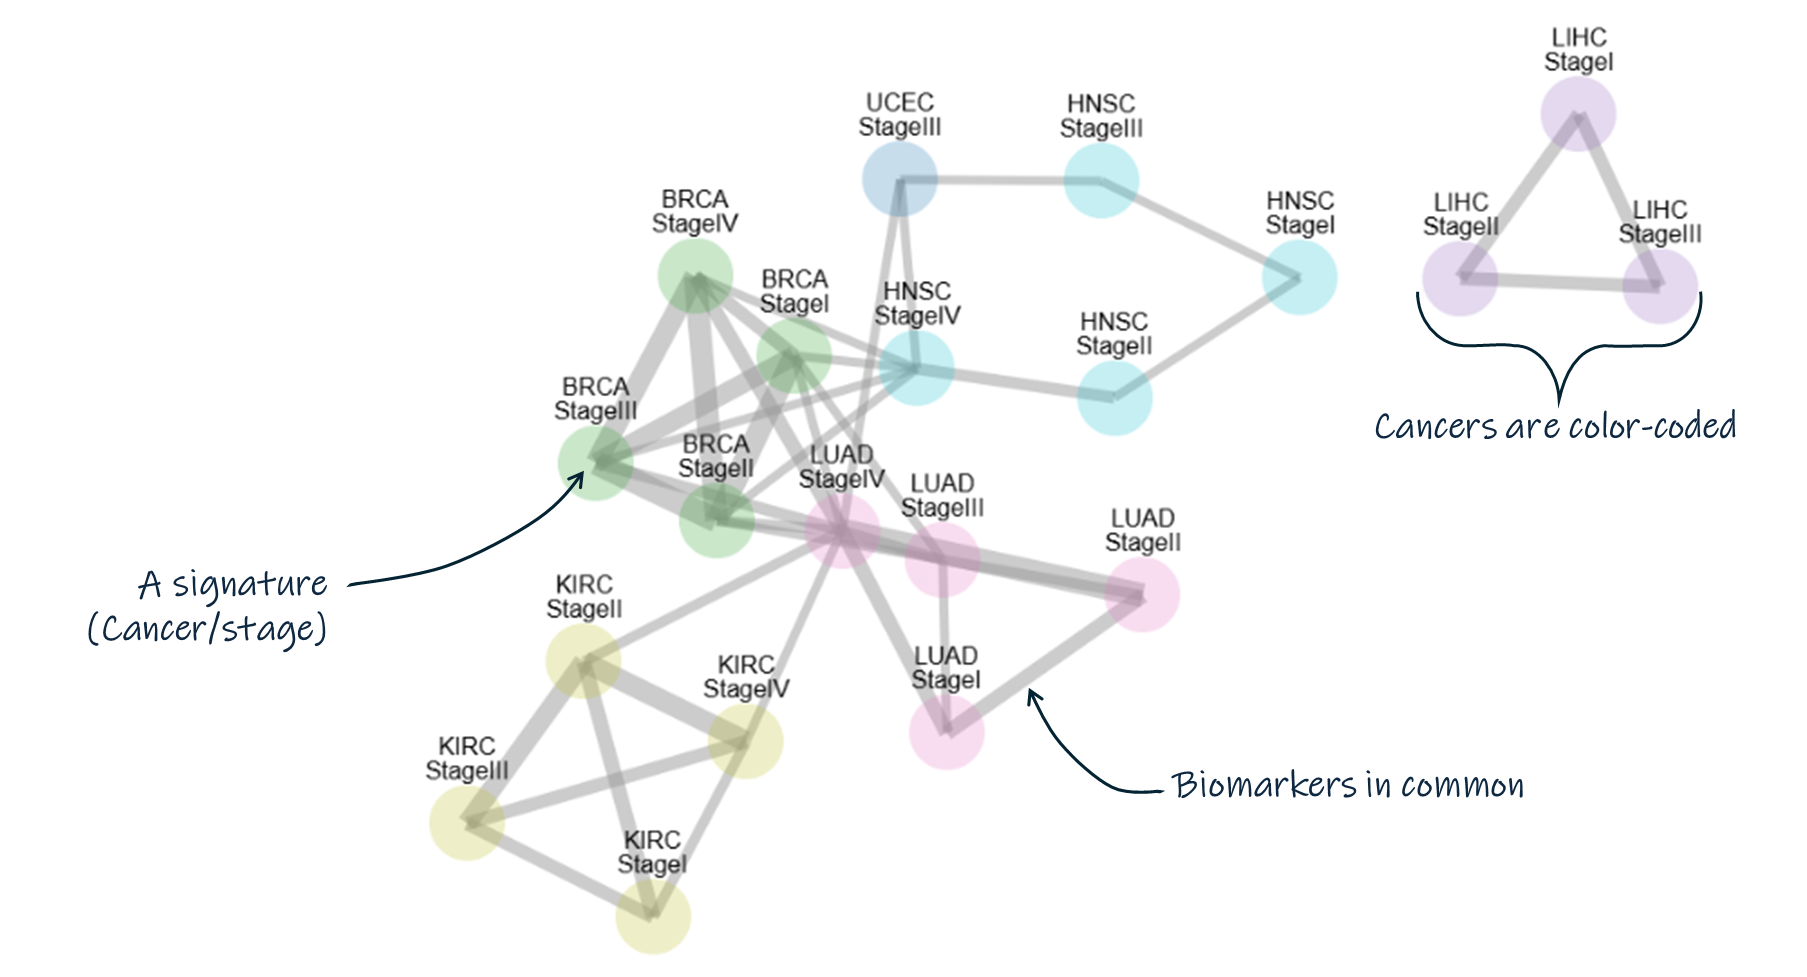 LIHC
StageI
UCEC
StageIII
HNSC
StageIII
BRCA
StageIV
HNSC
StageI
LIHC
StageII
LIHC
StageIII
BRCA
StageI
HNSC
StageIV
HNSC
StageII
BRCA
StageIII
Cancers are color-coded
BRCA
StageII
LUAD
StageIV
LUAD
StageIII
LUAD
StageII
A signature
(Cancer/stage)
KIRC
StageII
KIRC
StageIV
LUAD
StageI
KIRC
StageIII
Biomarkers in common
KIRC
StageI